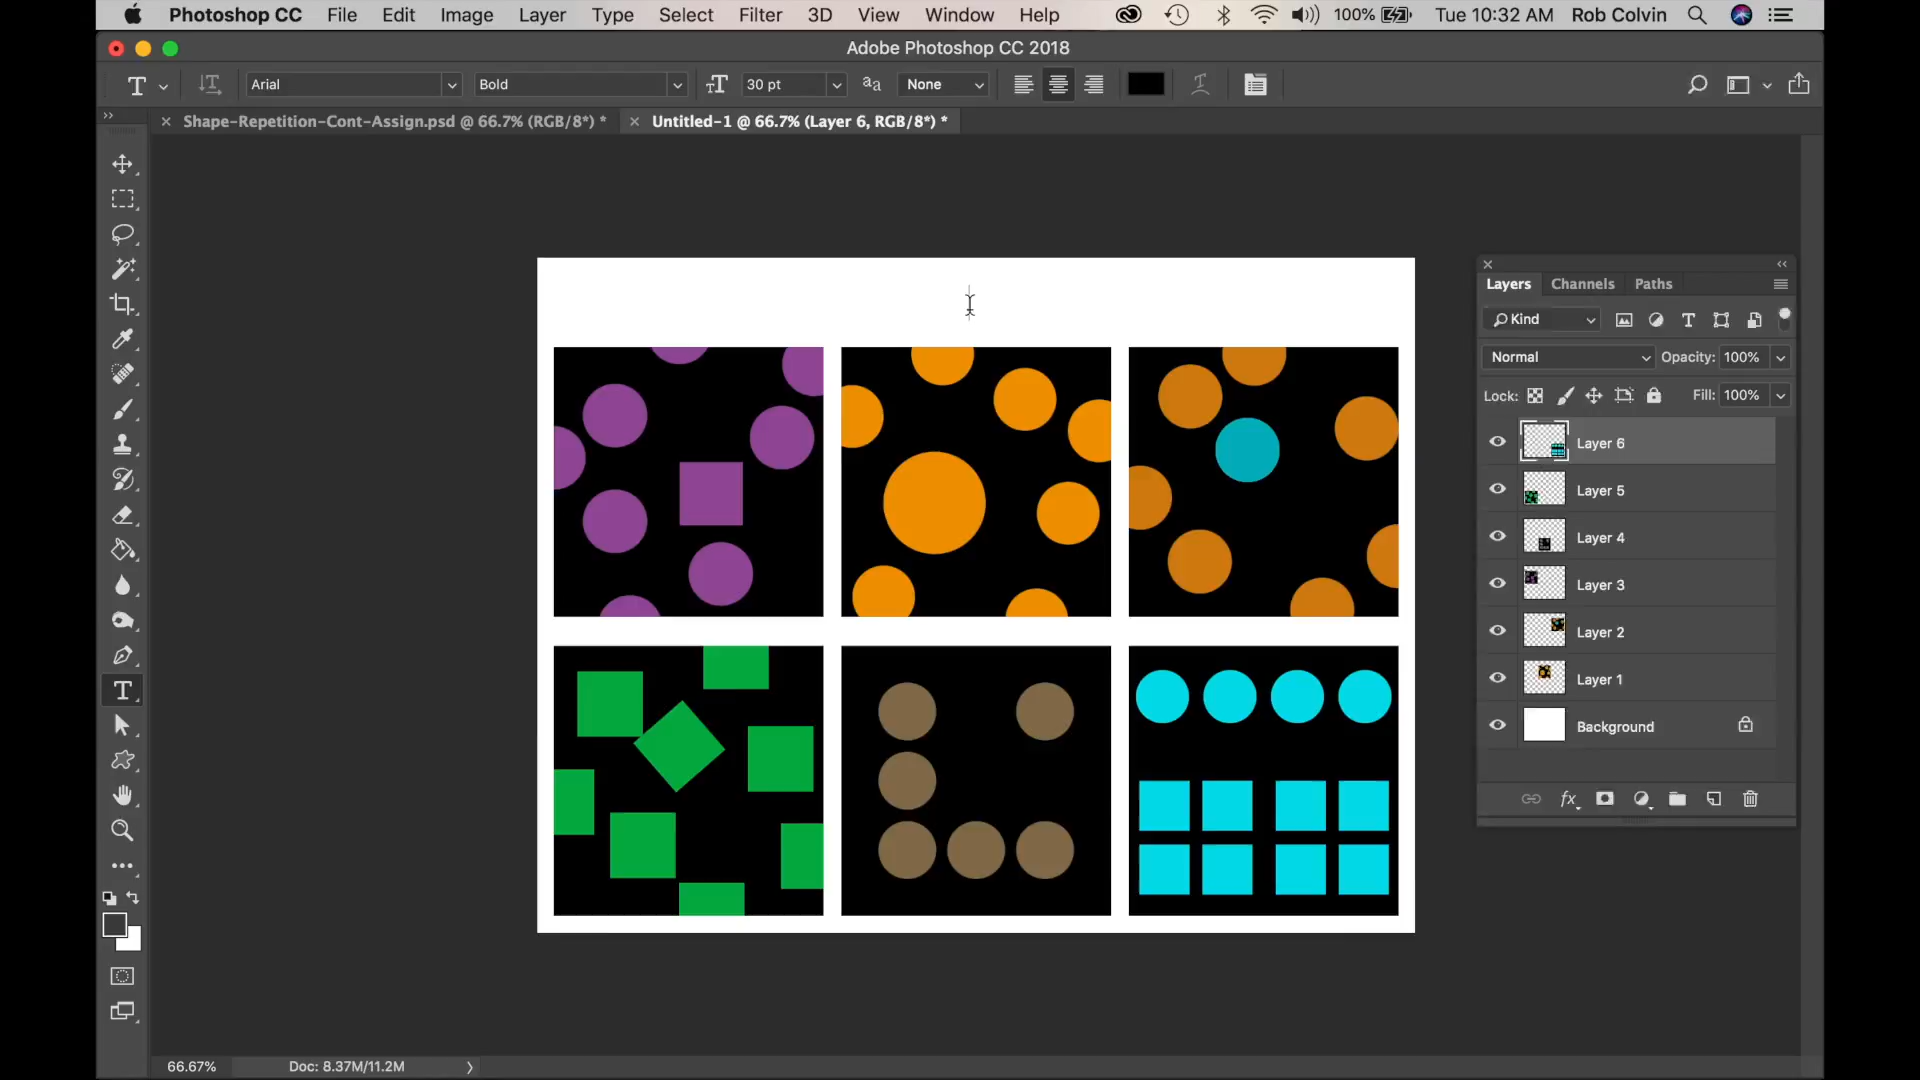 Photoshop CC File Edit Image Layer Type Select Filter 3D View Window Help 100% Tue 10:32 AM Rob Colvin
Adobe Photoshop CC 2018
T Arial Bold 30 pt aa None
Shape-Repetition-Cont-Assign.psd @ 66.7% (RGB/8*) * Untitled-1 @ 66.7% (Layer 6, RGB/8*) *
Layers Channels Paths
Kind
Normal Opacity: 100%
Lock: Fill: 100%
Layer 6
Layer 5
Layer 4
Layer 3
Layer 2
Layer 1
Background
fx
66.67% Doc: 8.37M/11.2M